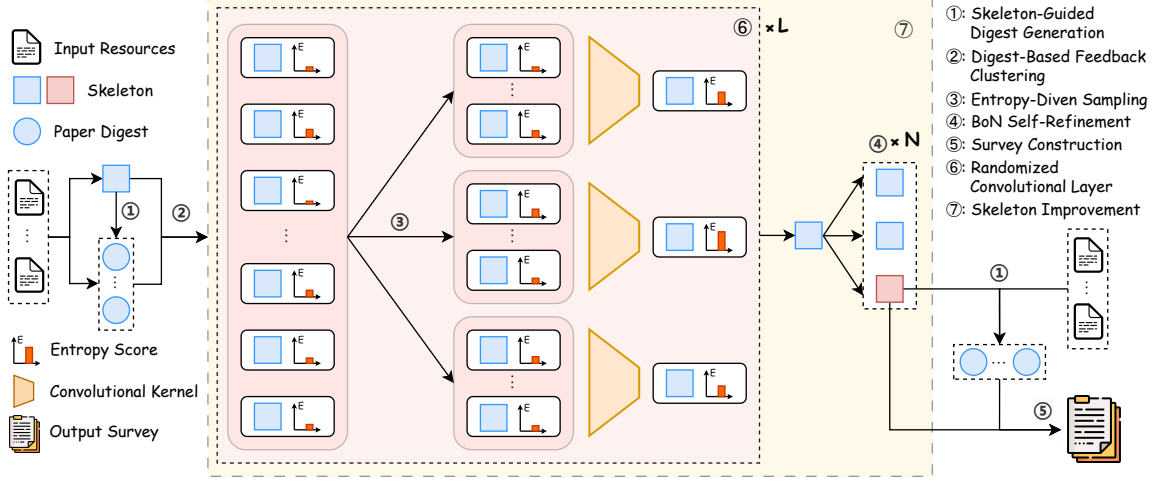 Input Resources
Skeleton
Paper Digest
①
②
⋮
⋮
...
Entropy Score
E
Convolutional Kernel
Output Survey
E
E
E
⋮
E
E
E
③
E
⋮
E
E
⋮
E
E
⋮
E
E
E
E
⑥ ×L
⑦
④ ×N
①: Skeleton-Guided
Digest Generation
②: Digest-Based Feedback
Clustering
③: Entropy-Diven Sampling
④: BoN Self-Refinement
⑤: Survey Construction
⑥: Randomized
Convolutional Layer
⑦: Skeleton Improvement
①
⋮
...
⑤